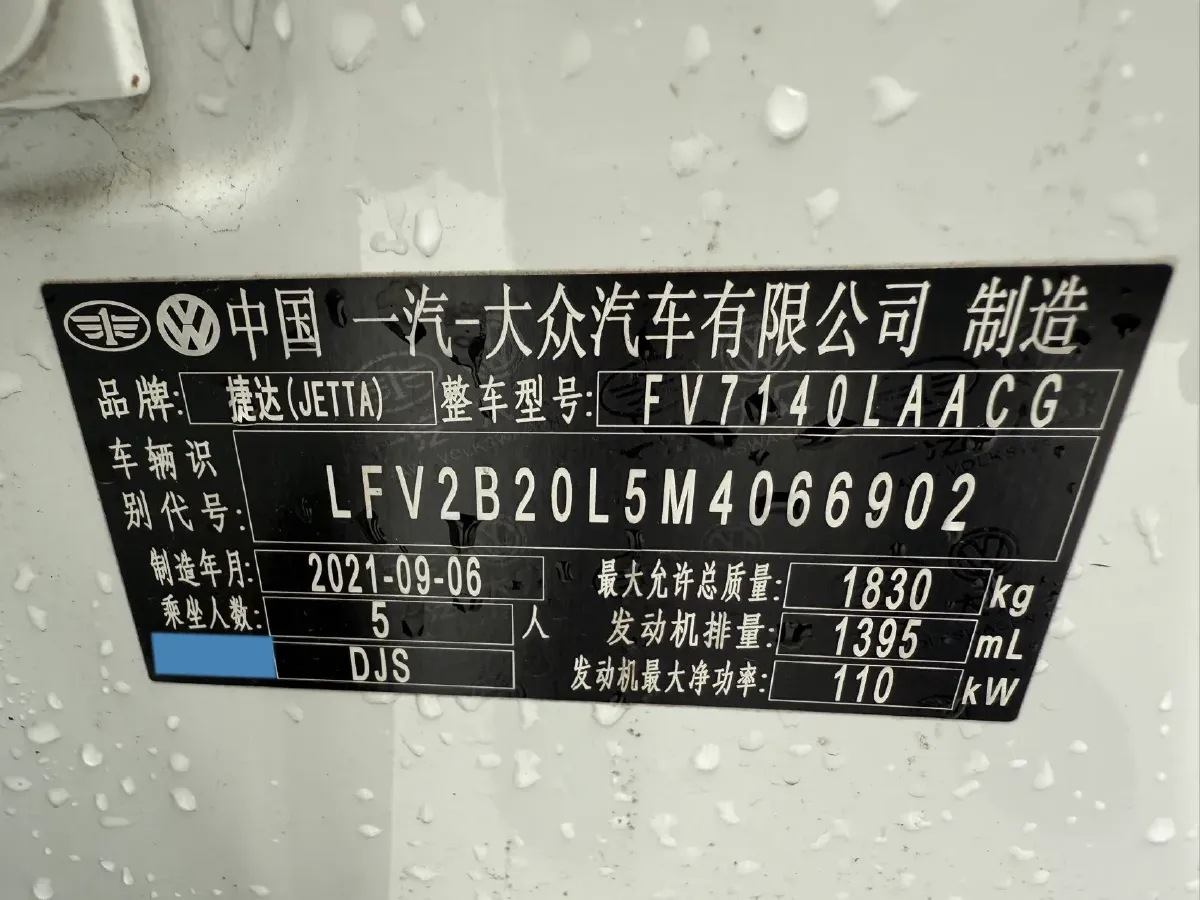 中国 一汽-大众汽车有限公司 制造
品牌: 捷达(JETTA) 整车型号: FV7140LAACG
车辆识别代号: LFV2B20L5M4066902
制造年月: 2021-09-06 最大允许总质量: 1830 kg
乘坐人数: 5 人 发动机排量: 1395 mL
DJS 发动机最大净功率: 110 kW